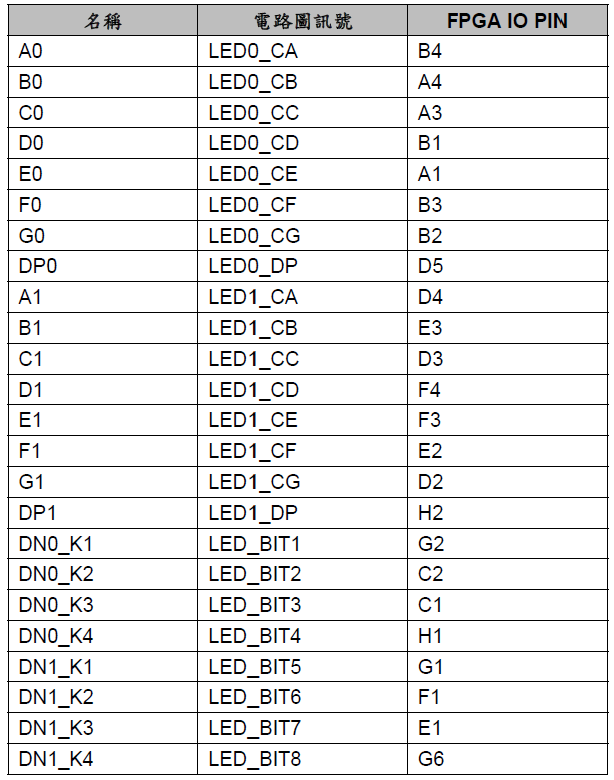 名稱 電路圖訊號 FPGA IO PIN
A0 LED0_CA B4
B0 LED0_CB A4
C0 LED0_CC A3
D0 LED0_CD B1
E0 LED0_CE A1
F0 LED0_CF B3
G0 LED0_CG B2
DP0 LED0_DP D5
A1 LED1_CA D4
B1 LED1_CB E3
C1 LED1_CC D3
D1 LED1_CD F4
E1 LED1_CE F3
F1 LED1_CF E2
G1 LED1_CG D2
DP1 LED1_DP H2
DN0_K1 LED_BIT1 G2
DN0_K2 LED_BIT2 C2
DN0_K3 LED_BIT3 C1
DN0_K4 LED_BIT4 H1
DN1_K1 LED_BIT5 G1
DN1_K2 LED_BIT6 F1
DN1_K3 LED_BIT7 E1
DN1_K4 LED_BIT8 G6